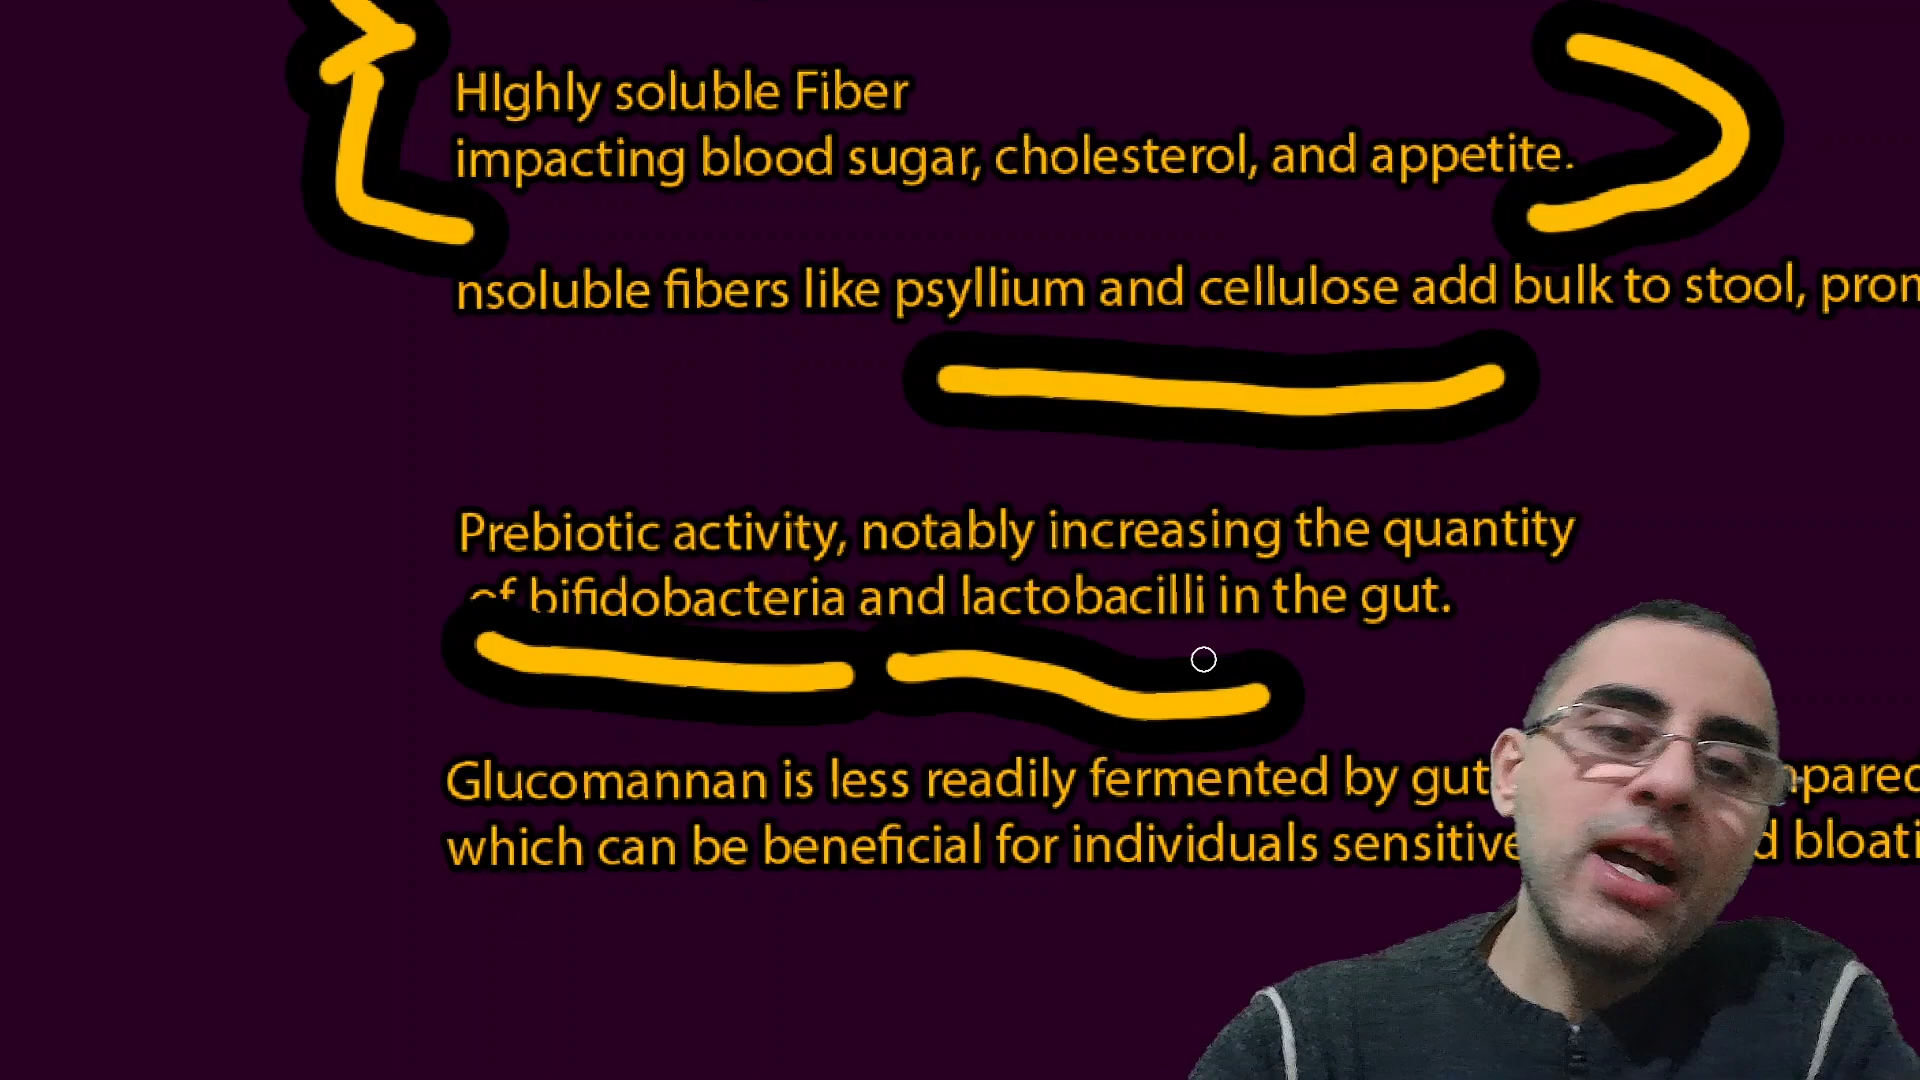 HIghly soluble Fiber
impacting blood sugar, cholesterol, and appetite.
nsoluble fibers like psyllium and cellulose add bulk to stool,
Prebiotic activity, notably increasing the quantity
of bifidobacteria and lactobacilli in the gut.
Glucomannan is less readily fermented by gut
which can be beneficial for individuals sensitive